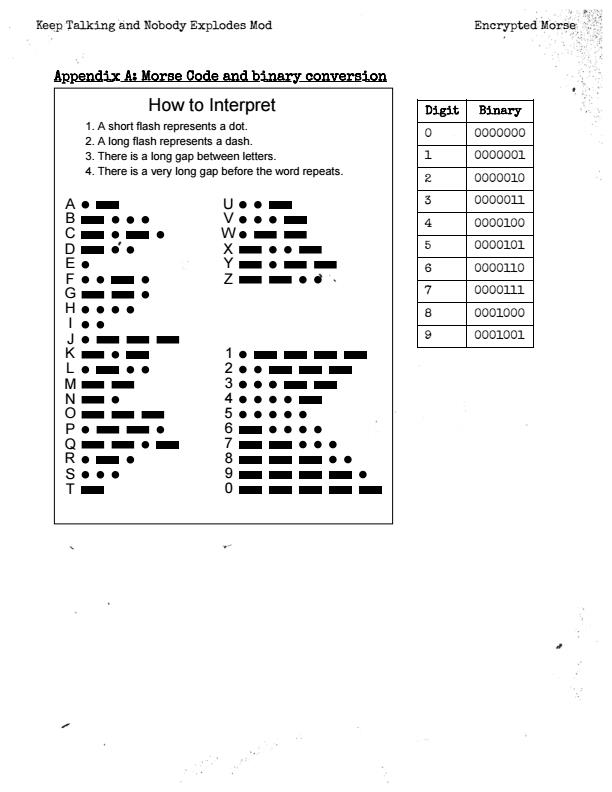 Keep Talking and Nobody Explodes Mod
Encrypted Morse
Appendix A: Morse Code and binary conversion
How to Interpret
1. A short flash represents a dot.
2. A long flash represents a dash.
3. There is a long gap between letters.
4. There is a very long gap before the word repeats.
A
B
C
D
E
F
G
H
I
J
K
L
M
N
O
P
Q
R
S
T
U
V
W
X
Y
Z
1
2
3
4
5
6
7
8
9
0
Digit Binary
0 0000000
1 0000001
2 0000010
3 0000011
4 0000100
5 0000101
6 0000110
7 0000111
8 0001000
9 0001001